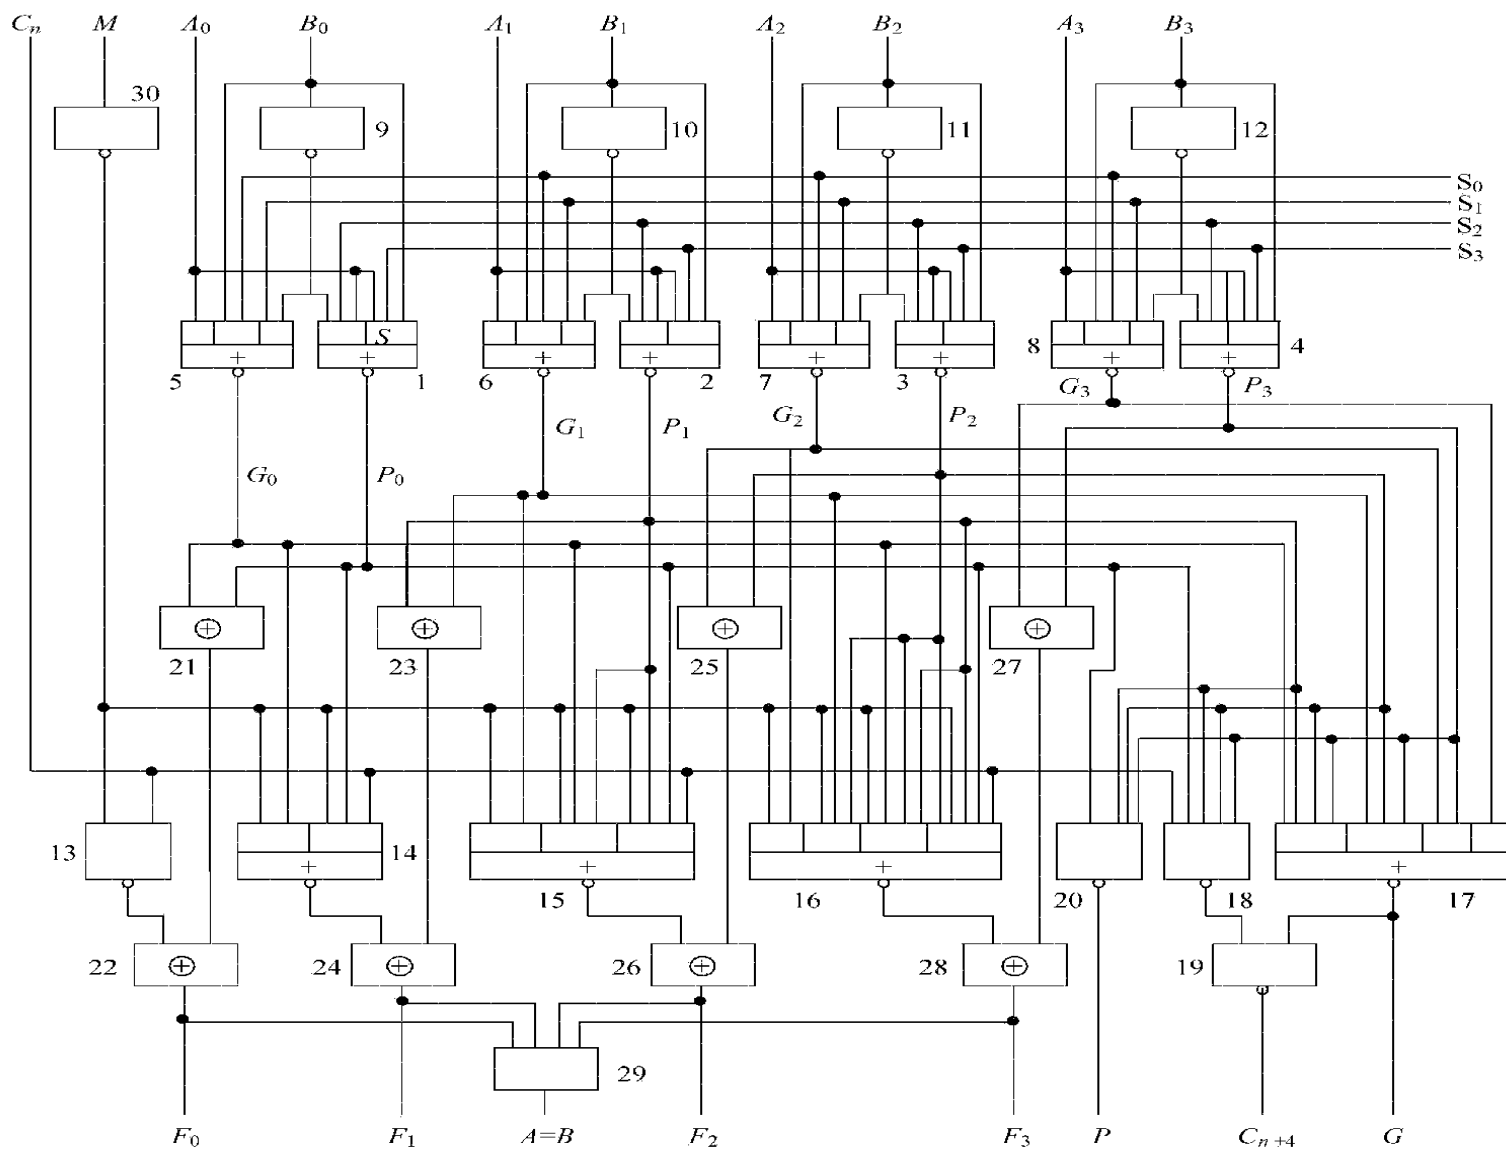 Cn M A0 B0 A1 B1 A2 B2 A3 B3
30
9 10 11 12
S0
S1
S2
S3
S
+ + + + + + 8 + + 4
5 1 6 2 7 3
G3 P3
G1 P1 G2 P2
G0 P0
+ + + +
21 23 25 27
13 + 14 + + +
15 16 20 18 17
22 + 24 + 26 + 28 + 19
29
F0 F1 A=B F2 F3 P Cn+4 G